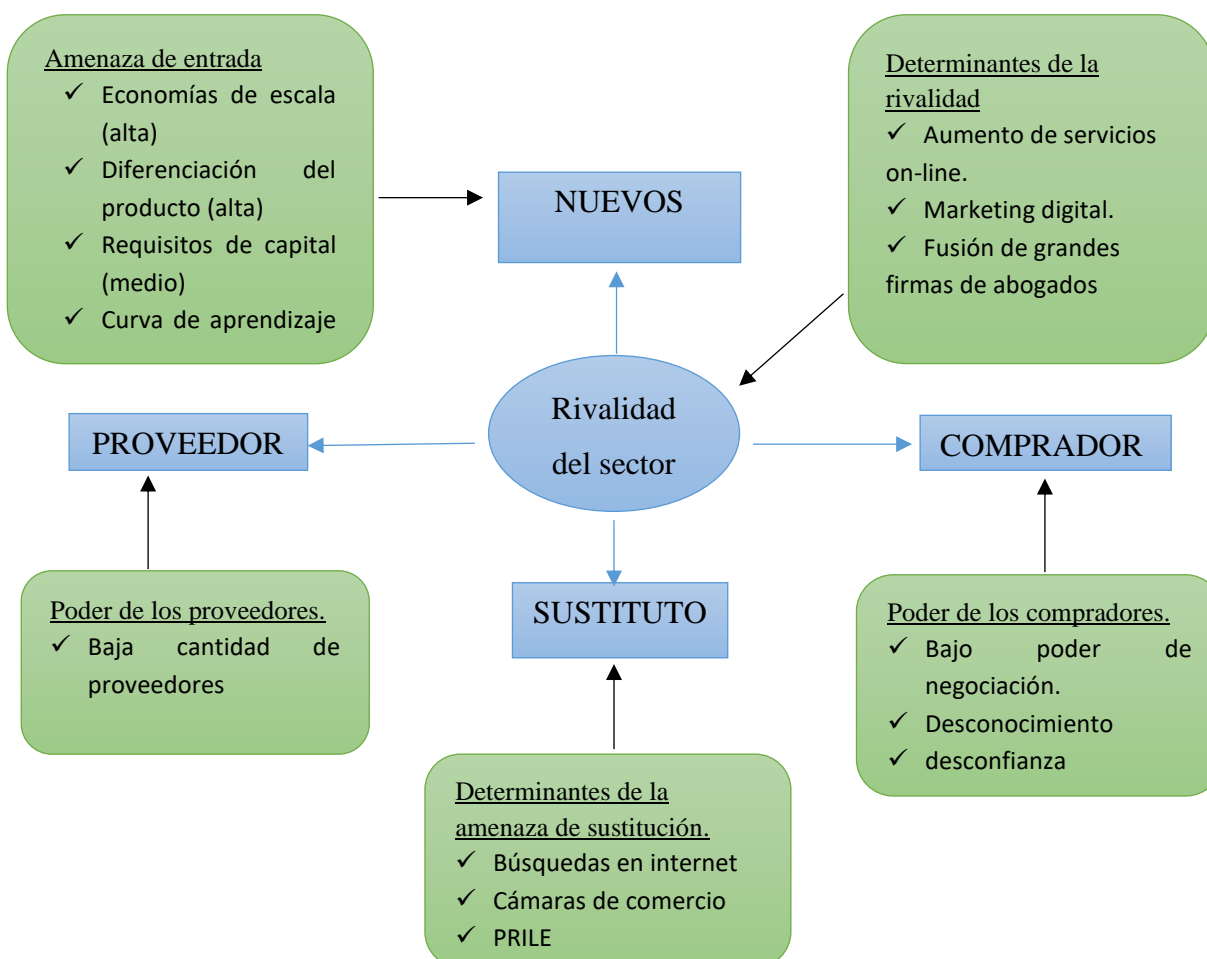 Amenaza de entrada
✓ Economías de escala
(alta)
✓ Diferenciación del
producto (alta)
✓ Requisitos de capital
(medio)
✓ Curva de aprendizaje
NUEVOS
Determinantes de la
rivalidad
✓ Aumento de servicios
on-line.
✓ Marketing digital.
✓ Fusión de grandes
firmas de abogados
PROVEEDOR
Rivalidad
del sector
COMPRADOR
Poder de los proveedores.
✓ Baja cantidad de
proveedores
SUSTITUTO
Poder de los compradores.
✓ Bajo poder de
negociación.
✓ Desconocimiento
✓ desconfianza
Determinantes de la
amenaza de sustitución.
✓ Búsquedas en internet
✓ Cámaras de comercio
✓ PRILE